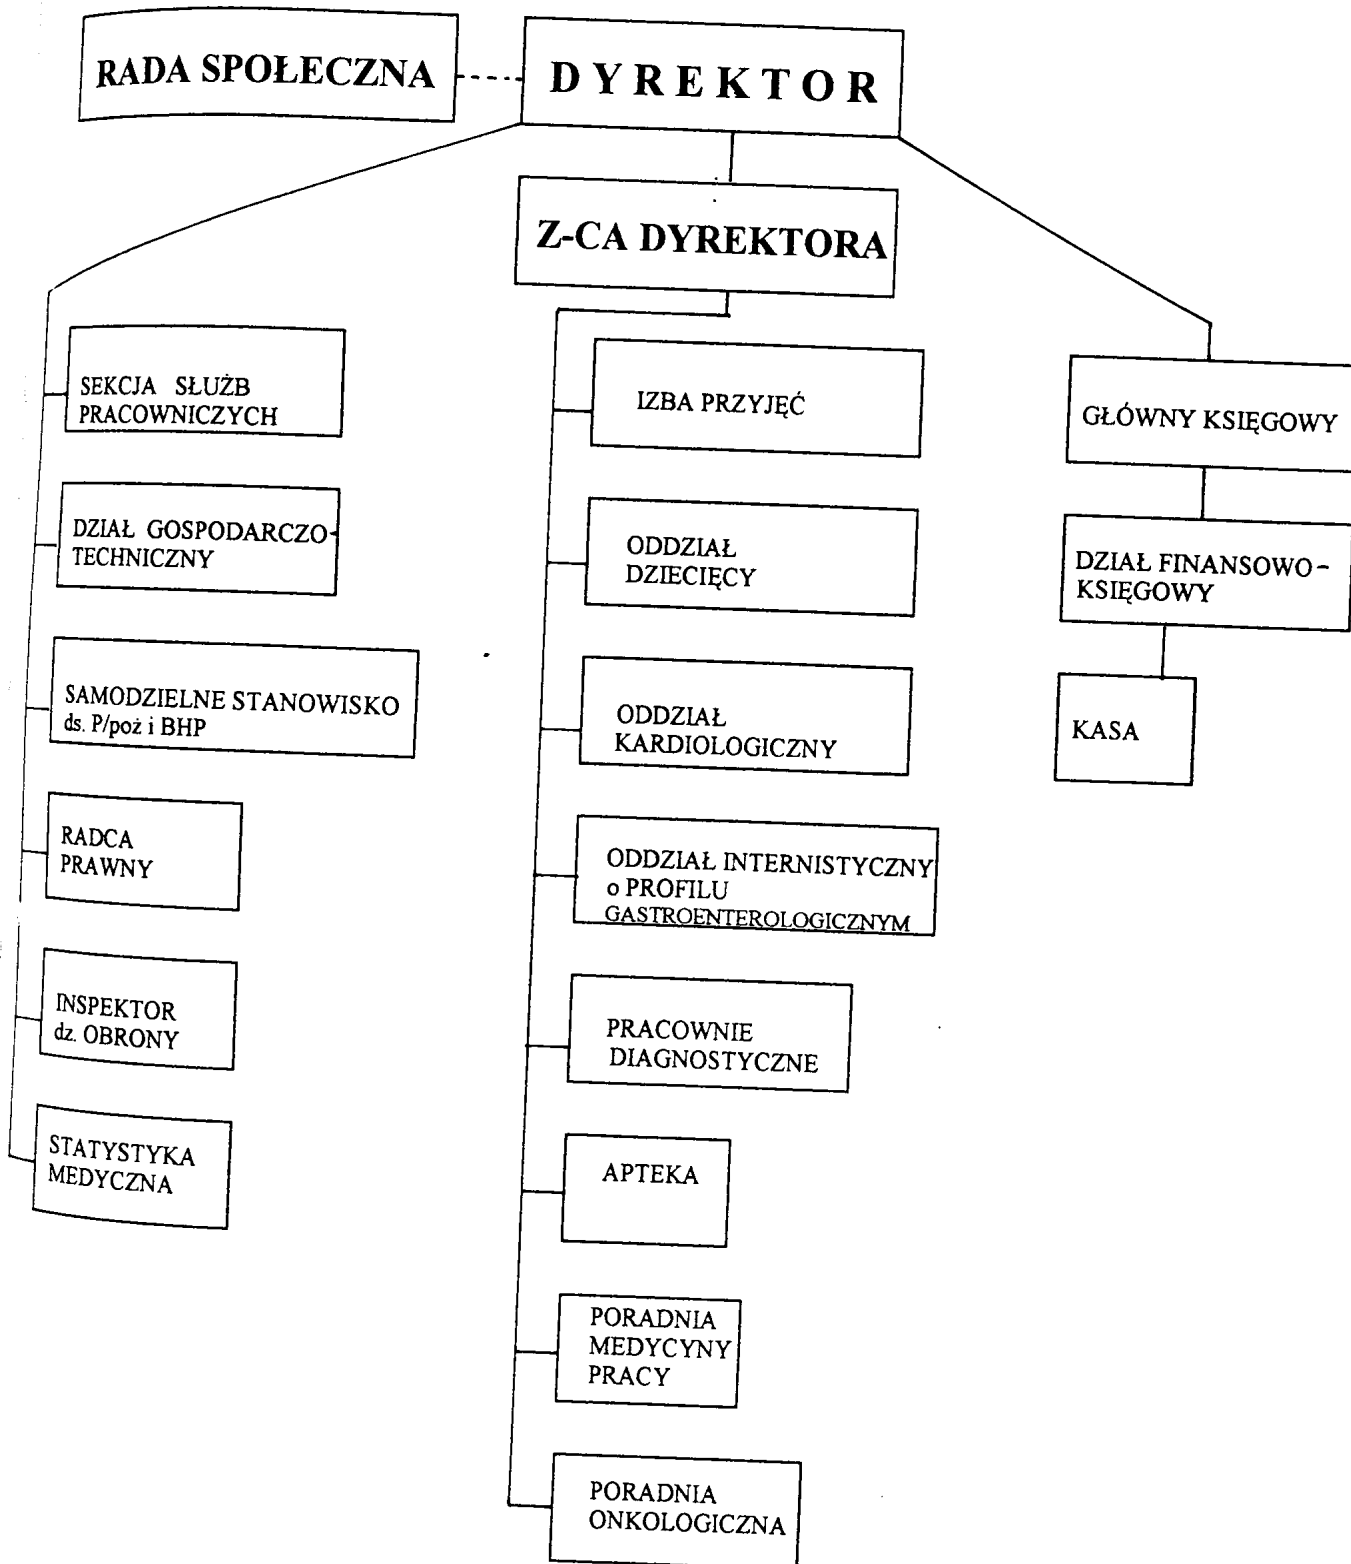 RADA SPOŁECZNA
DYREKTOR
Z-CA DYREKTORA
SEKCJA SŁUŻB
PRACOWNICZYCH
DZIAŁ GOSPODARCZO-
TECHNICZNY
SAMODZIELNE STANOWISKO
ds. P/poż i BHP
RADCA
PRAWNY
INSPEKTOR
dz. OBRONY
STATYSTYKA
MEDYCZNA
IZBA PRZYJĘĆ
ODDZIAŁ
DZIECIĘCY
ODDZIAŁ
KARDIOLOGICZNY
ODDZIAŁ INTERNISTYCZNY
o PROFILU
GASTROENTEROLOGICZNYM
PRACOWNIE
DIAGNOSTYCZNE
APTEKA
PORADNIA
MEDYCYNY
PRACY
PORADNIA
ONKOLOGICZNA
GŁÓWNY KSIĘGOWY
DZIAŁ FINANSOWO-
KSIĘGOWY
KASA